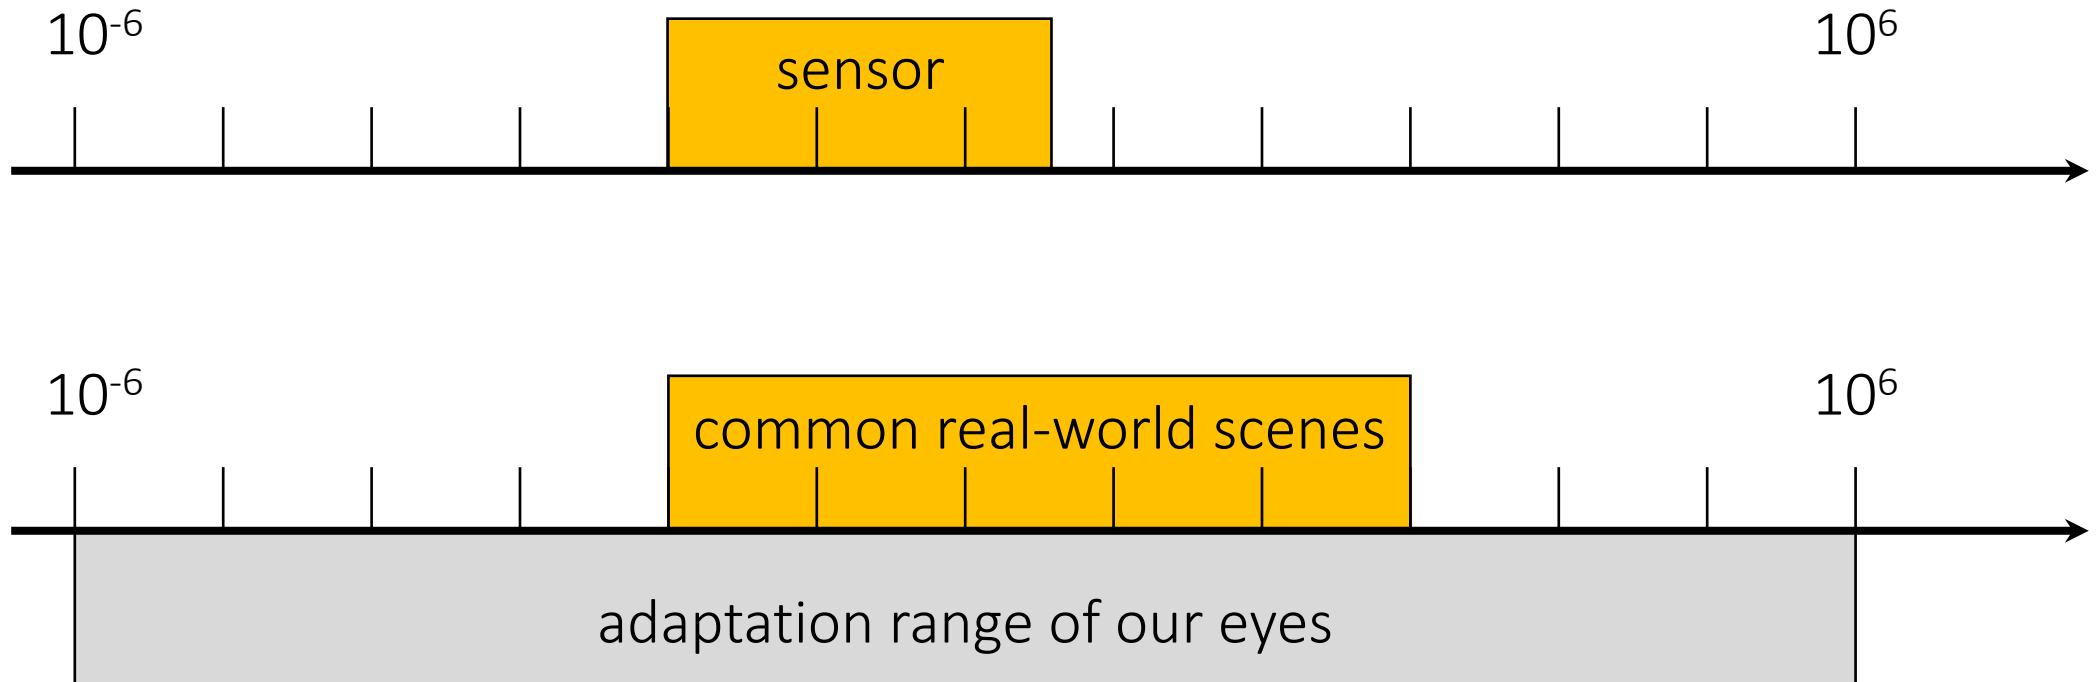 10⁻⁶
10⁶
sensor
10⁻⁶
10⁶
common real-world scenes
adaptation range of our eyes